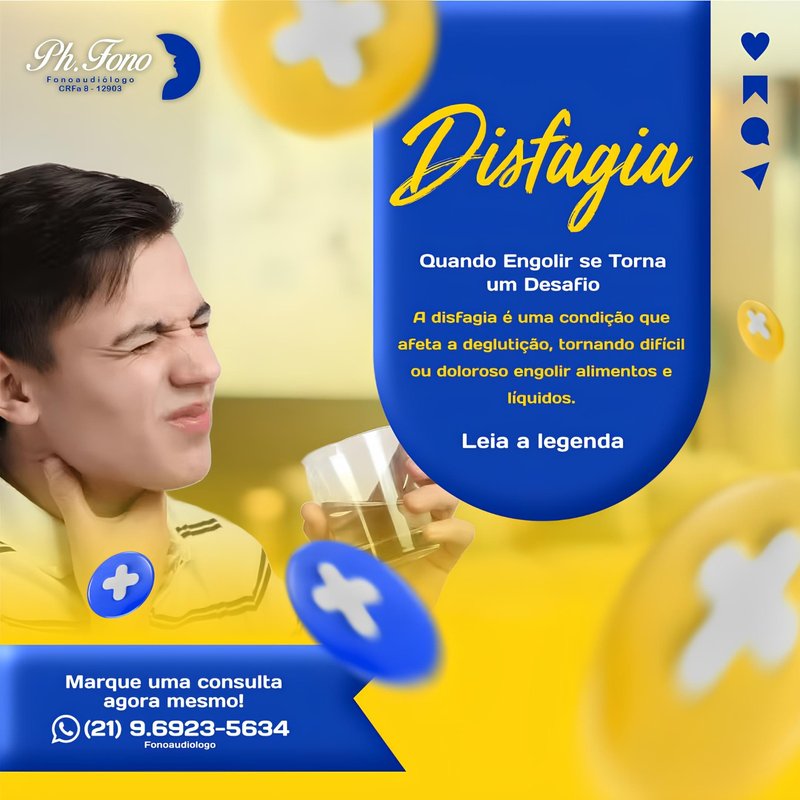 Ph.Fono
Fonoaudiólogo
CRFa 8 - 12903
Disfagia
Quando Engolir se Torna
um Desafio
A disfagia é uma condição que
afeta a deglutição, tornando difícil
ou doloroso engolir alimentos e
líquidos.
Leia a legenda
Marque uma consulta
agora mesmo!
(21) 9.6923-5634
Fonoaudiologo